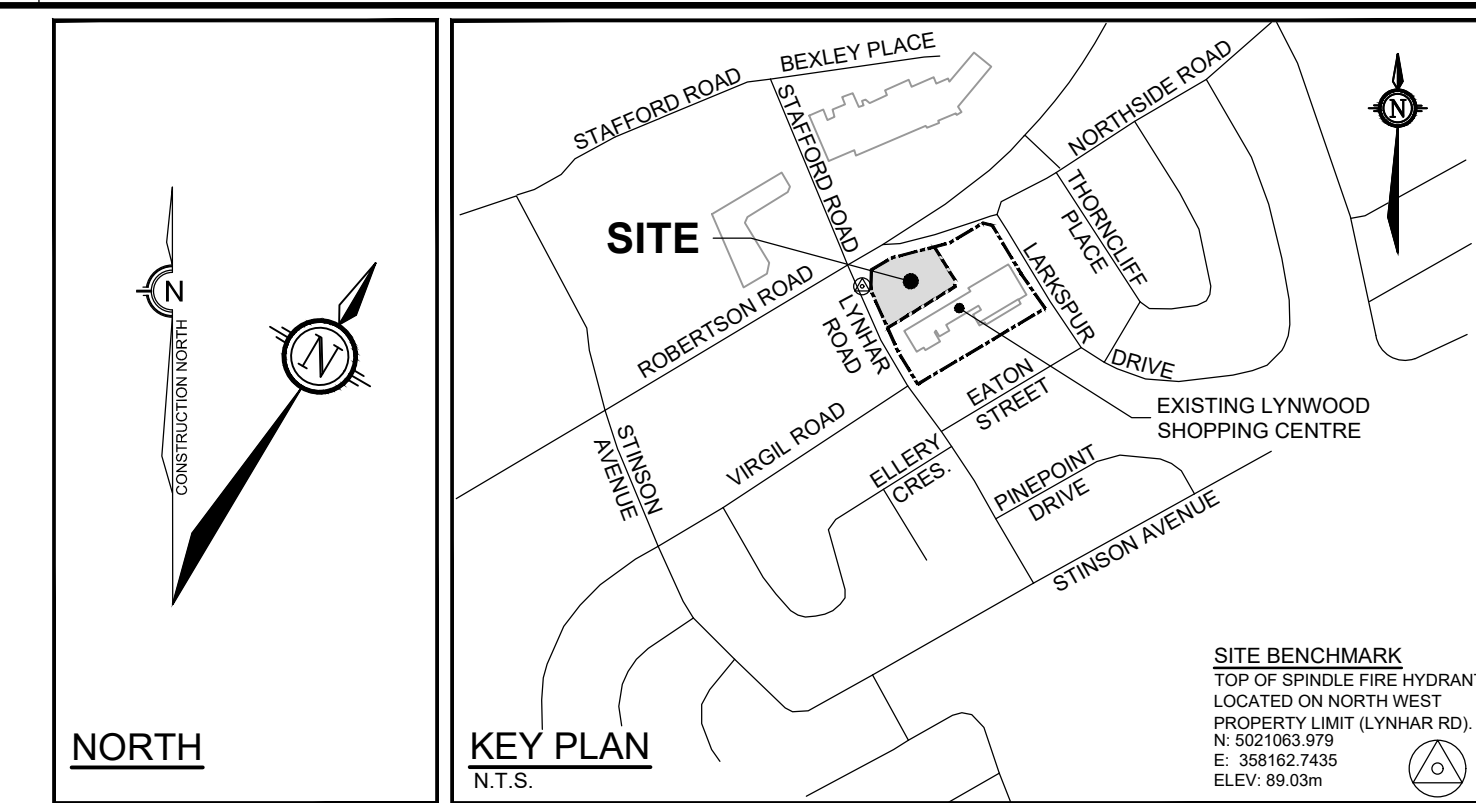 N
CONSTRUCTION NORTH
N
NORTH
BEXLEY PLACE
STAFFORD ROAD
STAFFORD ROAD
NORTHSIDE ROAD
N
THORNCLIFF
PLACE
SITE
LARKSPUR
DRIVE
ROBERTSON ROAD
LYNHAR
ROAD
EATON
STREET
EXISTING LYNWOOD
SHOPPING CENTRE
STINSON
AVENUE
VIRGIL ROAD
ELLERY
CRES.
PINEPOINT
DRIVE
STINSON AVENUE
SITE BENCHMARK
TOP OF SPINDLE FIRE HYDRANT
LOCATED ON NORTH WEST
PROPERTY LIMIT (LYNHAR RD).
N: 5021063.979
E: 358162.7435
ELEV: 89.03m
KEY PLAN
N.T.S.